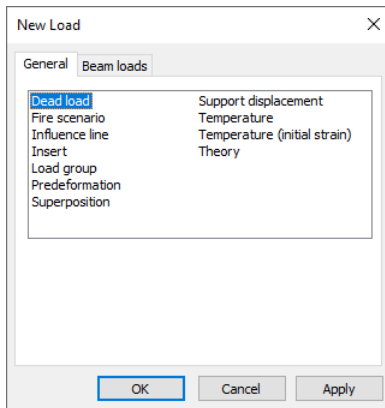 New Load
General
Beam loads
Dead load
Fire scenario
Influence line
Insert
Load group
Predeformation
Superposition
Support displacement
Temperature
Temperature (initial strain)
Theory
OK
Cancel
Apply